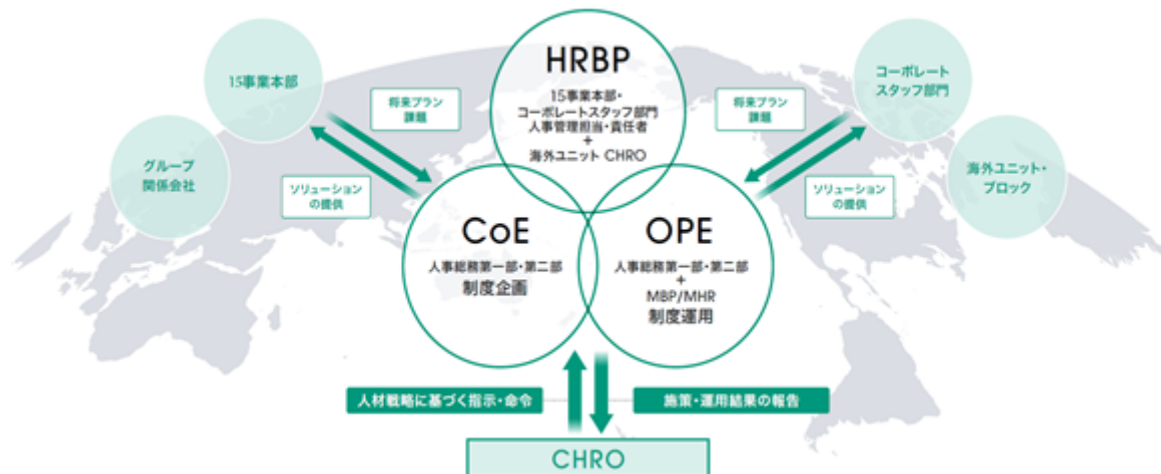 HRBP
15事業本部・
コーポレートスタッフ部門
人事管理担当・責任者
+
海外ユニット CHRO
15事業本部
グループ
関係会社
将来プラン
課題
ソリューション
の提供
コーポレート
スタッフ部門
海外ユニット・
ブロック
将来プラン
課題
ソリューション
の提供
CoE
人事総務第一部・第二部
制度企画
OPE
人事総務第一部・第二部
+
MBP/MHR
制度運用
人材戦略に基づく指示・命令
施策・運用結果の報告
CHRO